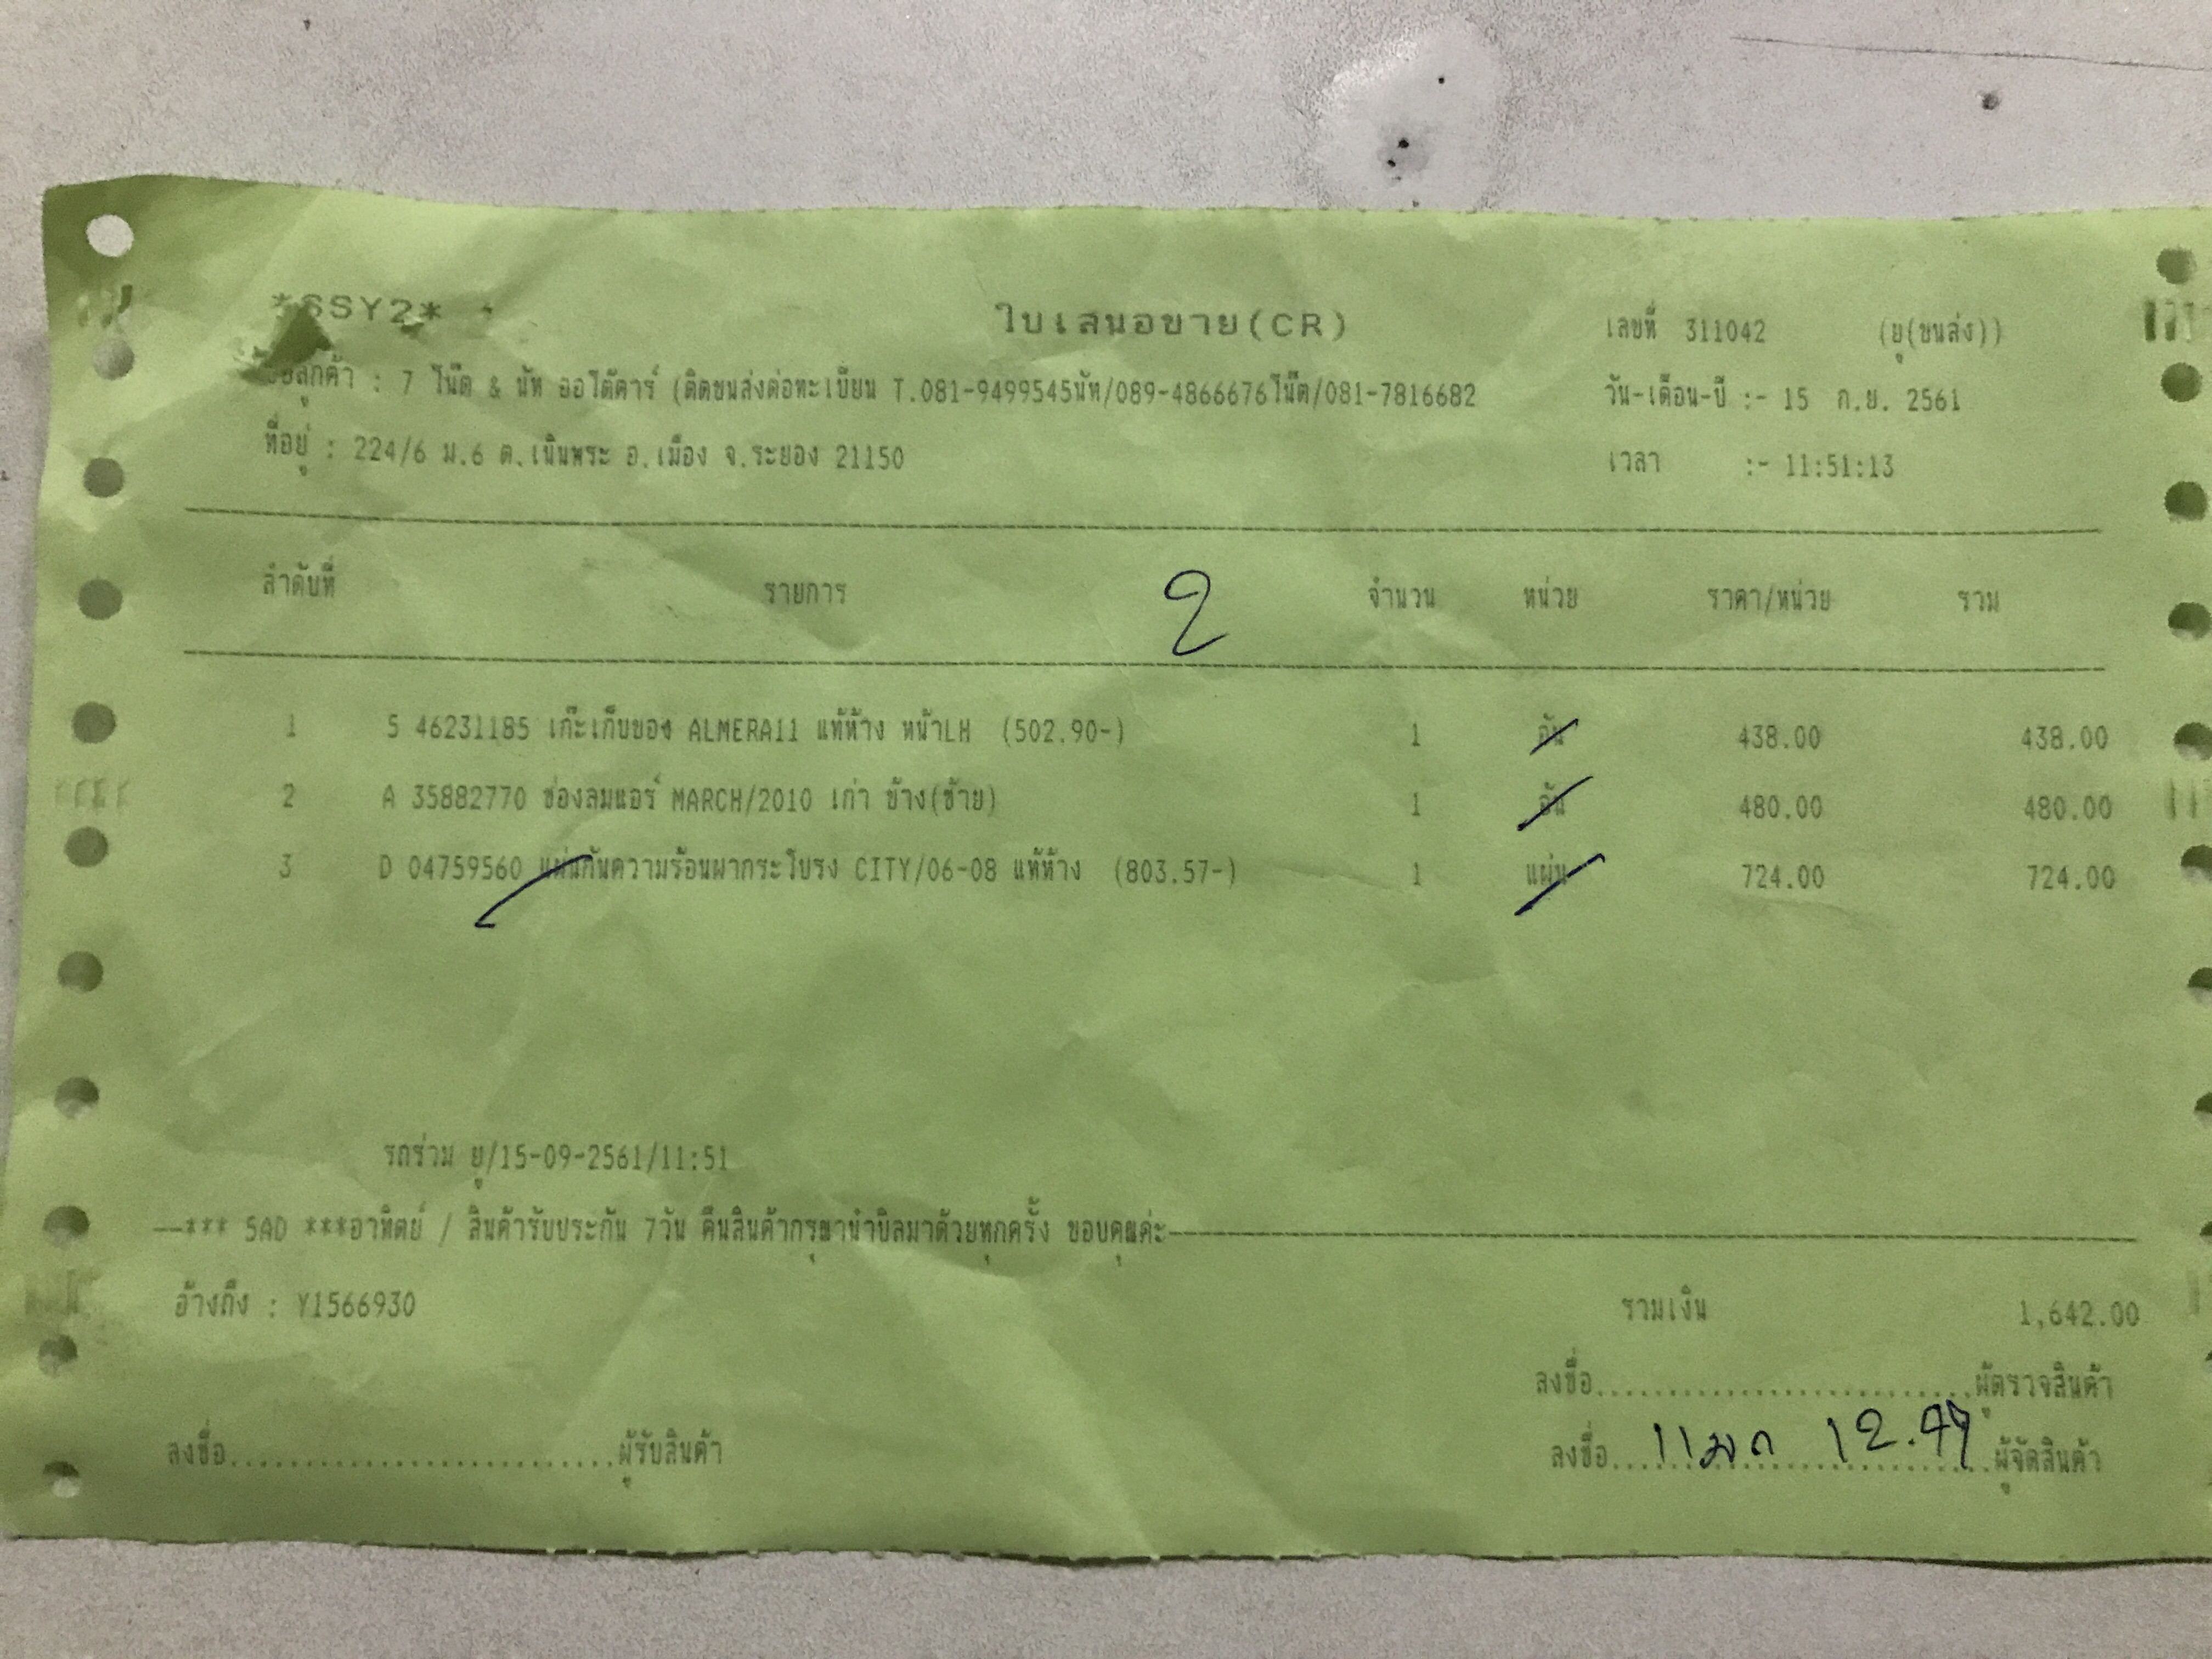 *SSY2*
ใบเสนอขาย(CR)
เลขที่ 311042 (ยู(ขนส่ง))
ชื่อลูกค้า : 7 โน๊ต & นัท ออโต้คาร์ (ติดขนส่งต่อทะเบียน T.081-9499545นัท/089-4866676โน๊ต/081-7816682
วัน-เดือน-ปี :- 15 ก.ย. 2561
ที่อยู่ : 224/6 ม.6 ต.เนินพระ อ.เมือง จ.ระยอง 21150
เวลา :- 11:51:13
ลำดับที่ รายการ 2 จำนวน หน่วย ราคา/หน่วย รวม
1 S 46231185 เก๊ะเก็บของ ALMERA11 แท้ห้าง หน้าLH (502.90-) 1 อัน 438.00 438.00
2 A 35882770 ช่องลมแอร์ MARCH/2010 เก่า ข้าง(ซ้าย) 1 อัน 480.00 480.00
3 D 04759560 แผ่นกันความร้อนฝากระโปรง CITY/06-08 แท้ห้าง (803.57-) 1 แผ่น 724.00 724.00
รถร่วม ยู/15-09-2561/11:51
--*** SAD ***อาทิตย์ / สินค้ารับประกัน 7วัน คืนสินค้ากรุณานำบิลมาด้วยทุกครั้ง ขอบคุณค่ะ
อ้างถึง : Y1566930
รวมเงิน 1,642.00
ลงชื่อ..........................ผู้ตรวจสินค้า
ลงชื่อ..........................ผู้รับสินค้า
ลงชื่อ..........................ผู้จัดสินค้า